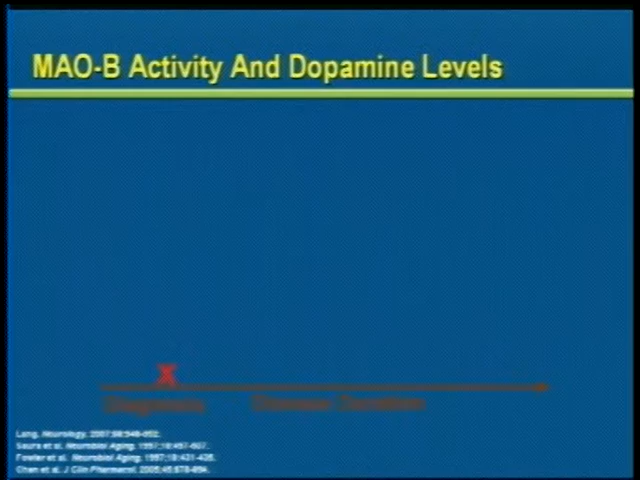 MAO-B Activity And Dopamine Levels
X
Diagnosis Disease Duration
Lang. Neurology. 2007;68:948-952.
Saura et al. Neurobiol Aging. 1997;18:497-507.
Fowler et al. Neurobiol Aging. 1997;18:431-435.
Chen et al. J Clin Pharmacol. 2005;45:878-894.